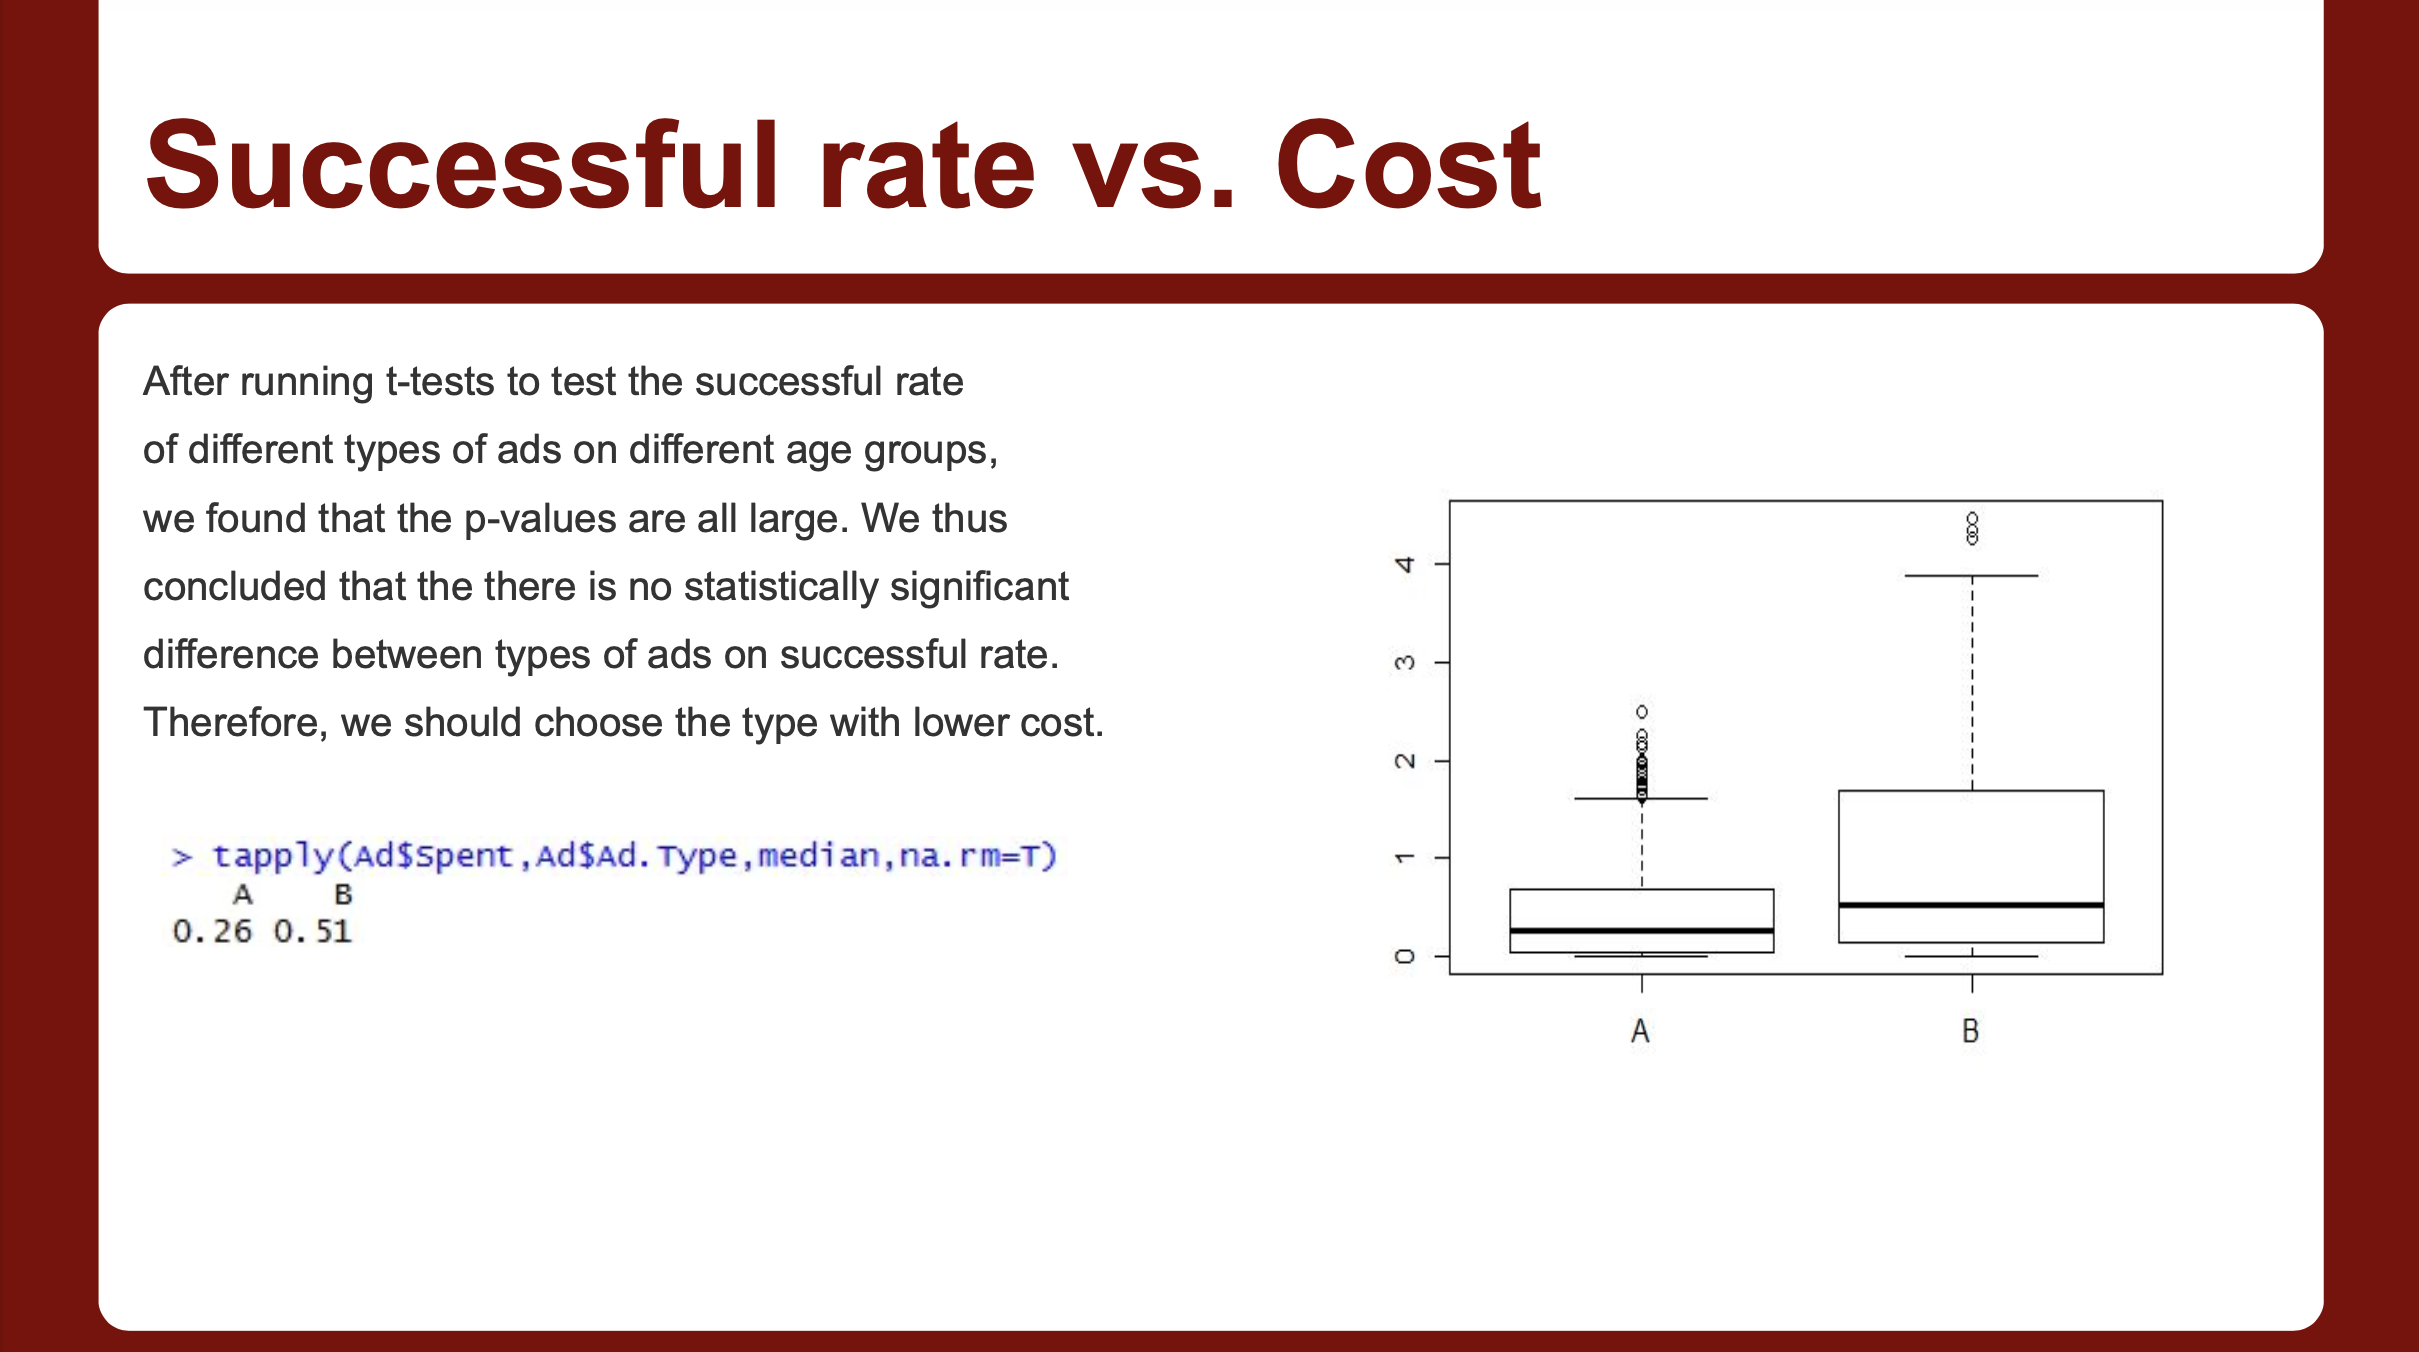 Successful rate vs. Cost
After running t-tests to test the successful rate
of different types of ads on different age groups,
we found that the p-values are all large. We thus
concluded that the there is no statistically significant
difference between types of ads on successful rate.
Therefore, we should choose the type with lower cost.
> tapply(Ad$Spent,Ad$Ad.Type,median,na.rm=T)
A B
0.26 0.51
4
3
2
1
0
A B